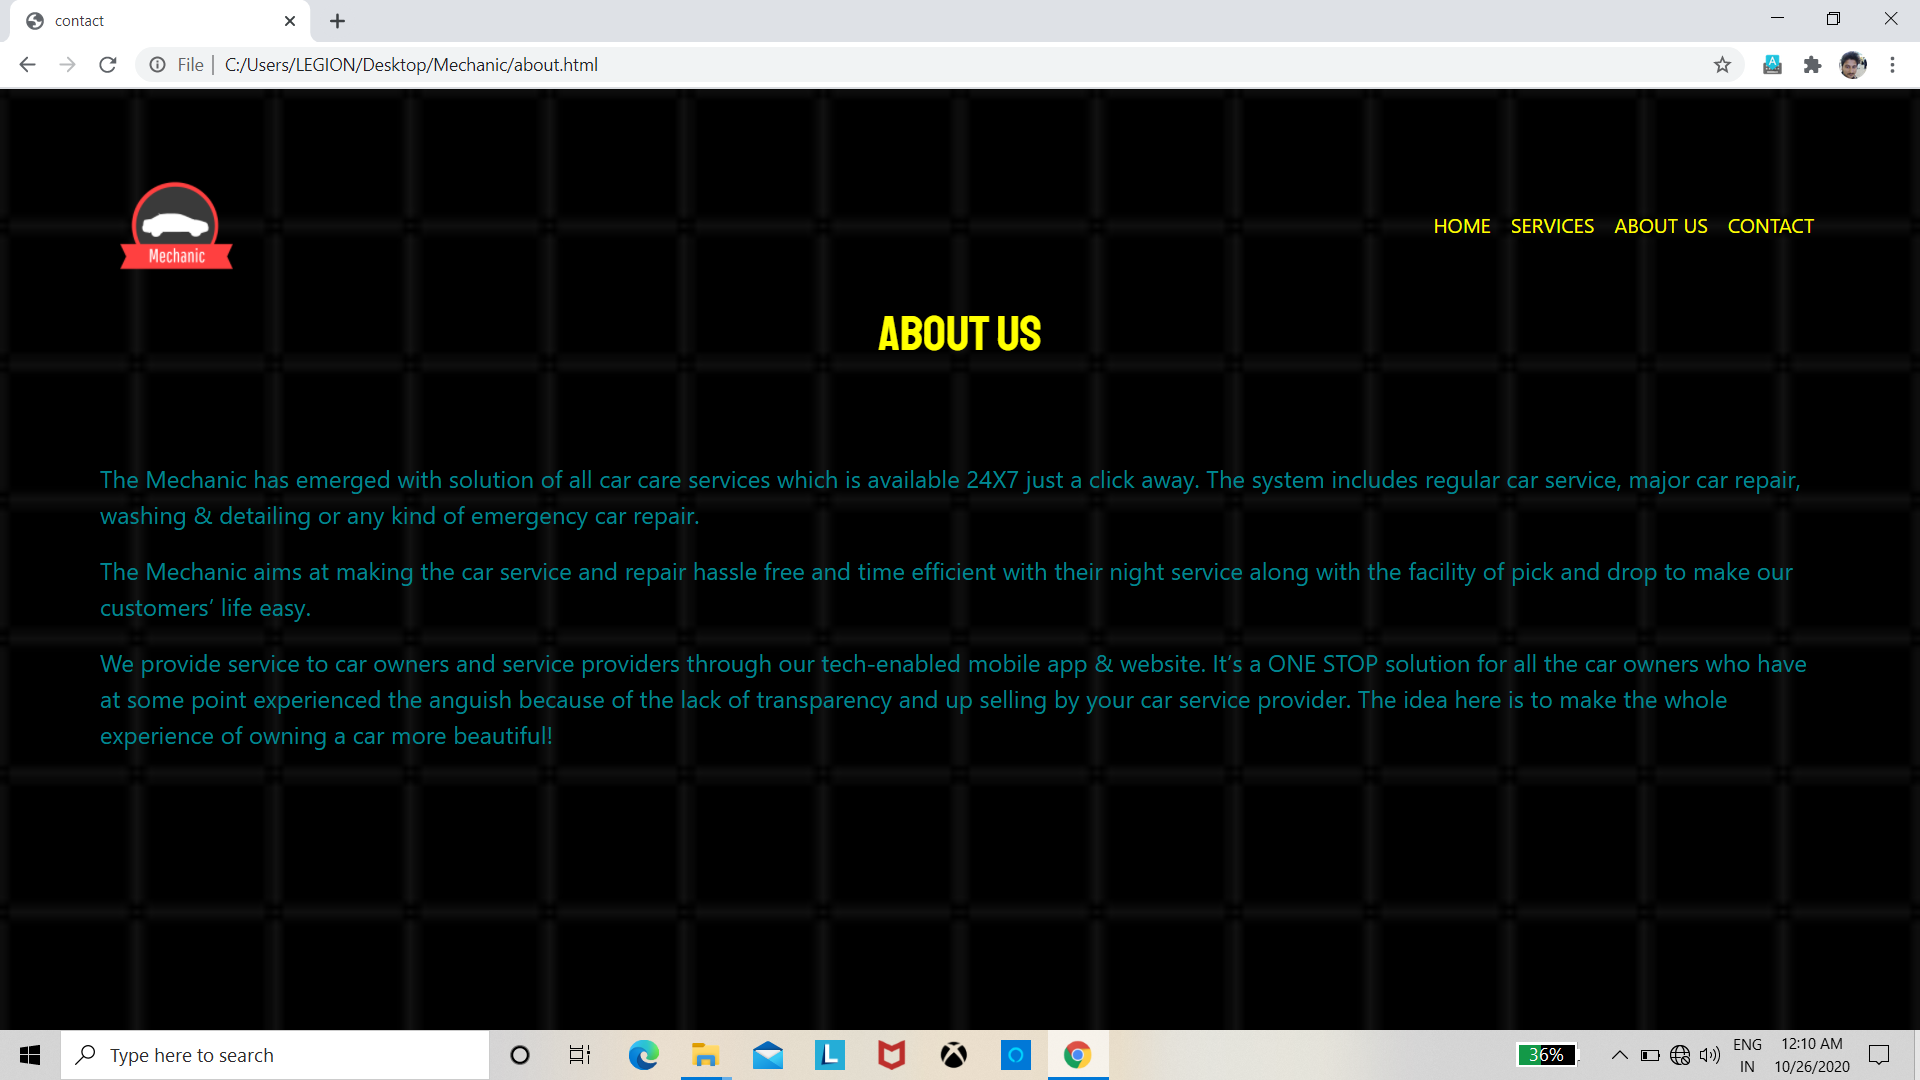 contact
File
C:/Users/LEGION/Desktop/Mechanic/about.html
A
Mechanic
HOME SERVICES ABOUT US CONTACT
ABOUT US
The Mechanic has emerged with solution of all car care services which is available 24X7 just a click away. The system includes regular car service, major car repair,
washing & detailing or any kind of emergency car repair.
The Mechanic aims at making the car service and repair hassle free and time efficient with their night service along with the facility of pick and drop to make our
customers’ life easy.
We provide service to car owners and service providers through our tech-enabled mobile app & website. It’s a ONE STOP solution for all the car owners who have
at some point experienced the anguish because of the lack of transparency and up selling by your car service provider. The idea here is to make the whole
experience of owning a car more beautiful!
Type here to search
L
36%
ENG
IN
12:10 AM
10/26/2020